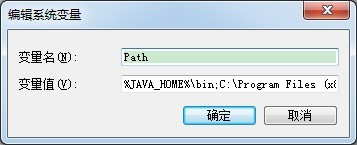 编辑系统变量
变量名(N):
Path
变量值(V):
%JAVA_HOME%\bin;C:\Program Files (x
确定
取消